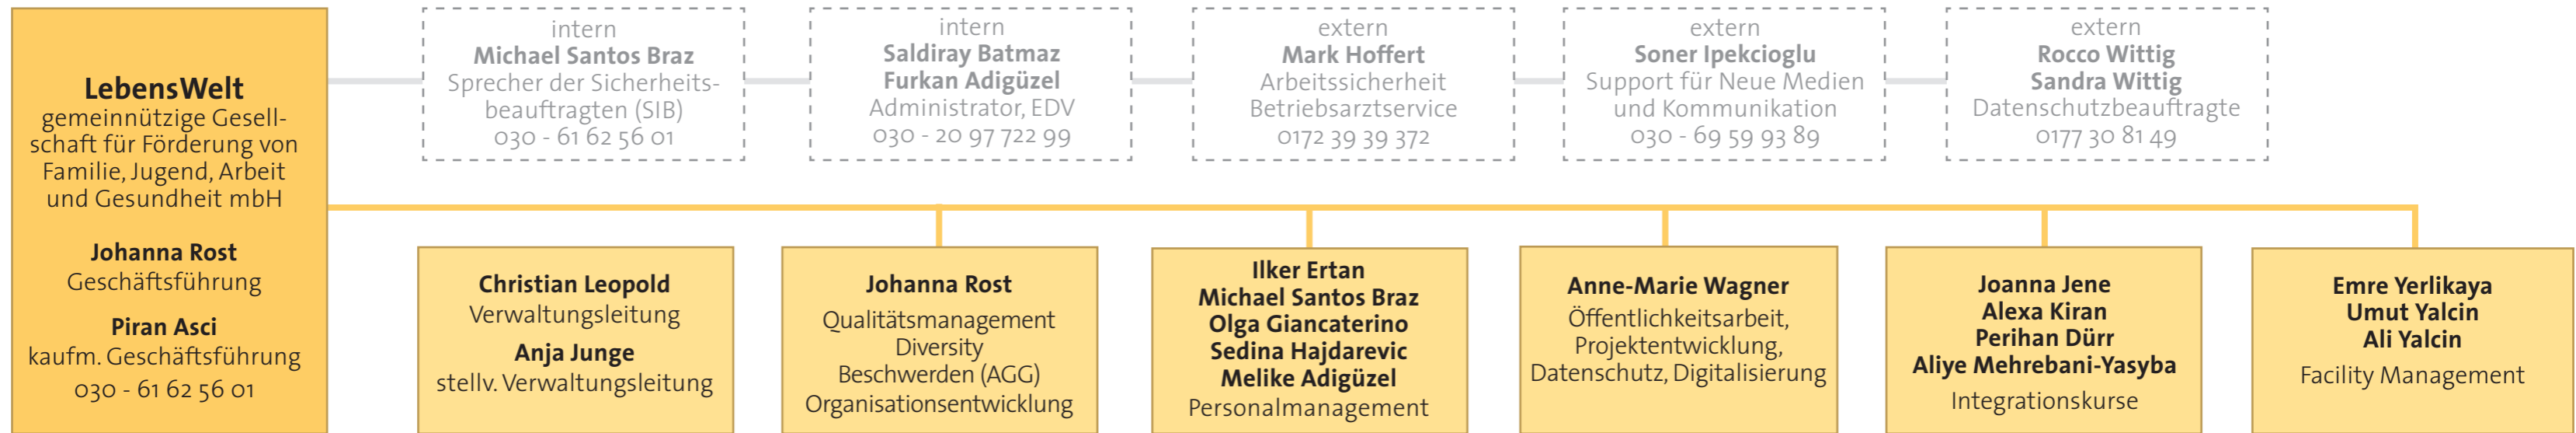 LebensWelt
gemeinnützige Gesell-
schaft für Förderung von
Familie, Jugend, Arbeit
und Gesundheit mbH
Johanna Rost
Geschäftsführung
Piran Asci
kaufm. Geschäftsführung
030 - 61 62 56 01
intern
Michael Santos Braz
Sprecher der Sicherheits-
beauftragten (SIB)
030 - 61 62 56 01
intern
Saldiray Batmaz
Furkan Adigüzel
Administrator, EDV
030 - 20 97 722 99
extern
Mark Hoffert
Arbeitssicherheit
Betriebsarztservice
0172 39 39 372
extern
Soner Ipekcioglu
Support für Neue Medien
und Kommunikation
030 - 69 59 93 89
extern
Rocco Wittig
Sandra Wittig
Datenschutzbeauftragte
0177 30 81 49
Christian Leopold
Verwaltungsleitung
Anja Junge
stellv. Verwaltungsleitung
Johanna Rost
Qualitätsmanagement
Diversity
Beschwerden (AGG)
Organisationsentwicklung
Ilker Ertan
Michael Santos Braz
Olga Giancaterino
Sedina Hajdarevic
Melike Adigüzel
Personalmanagement
Anne-Marie Wagner
Öffentlichkeitsarbeit,
Projektentwicklung,
Datenschutz, Digitalisierung
Joanna Jene
Alexa Kiran
Perihan Dürr
Aliye Mehrebani-Yasyba
Integrationskurse
Emre Yerlikaya
Umut Yalcin
Ali Yalcin
Facility Management